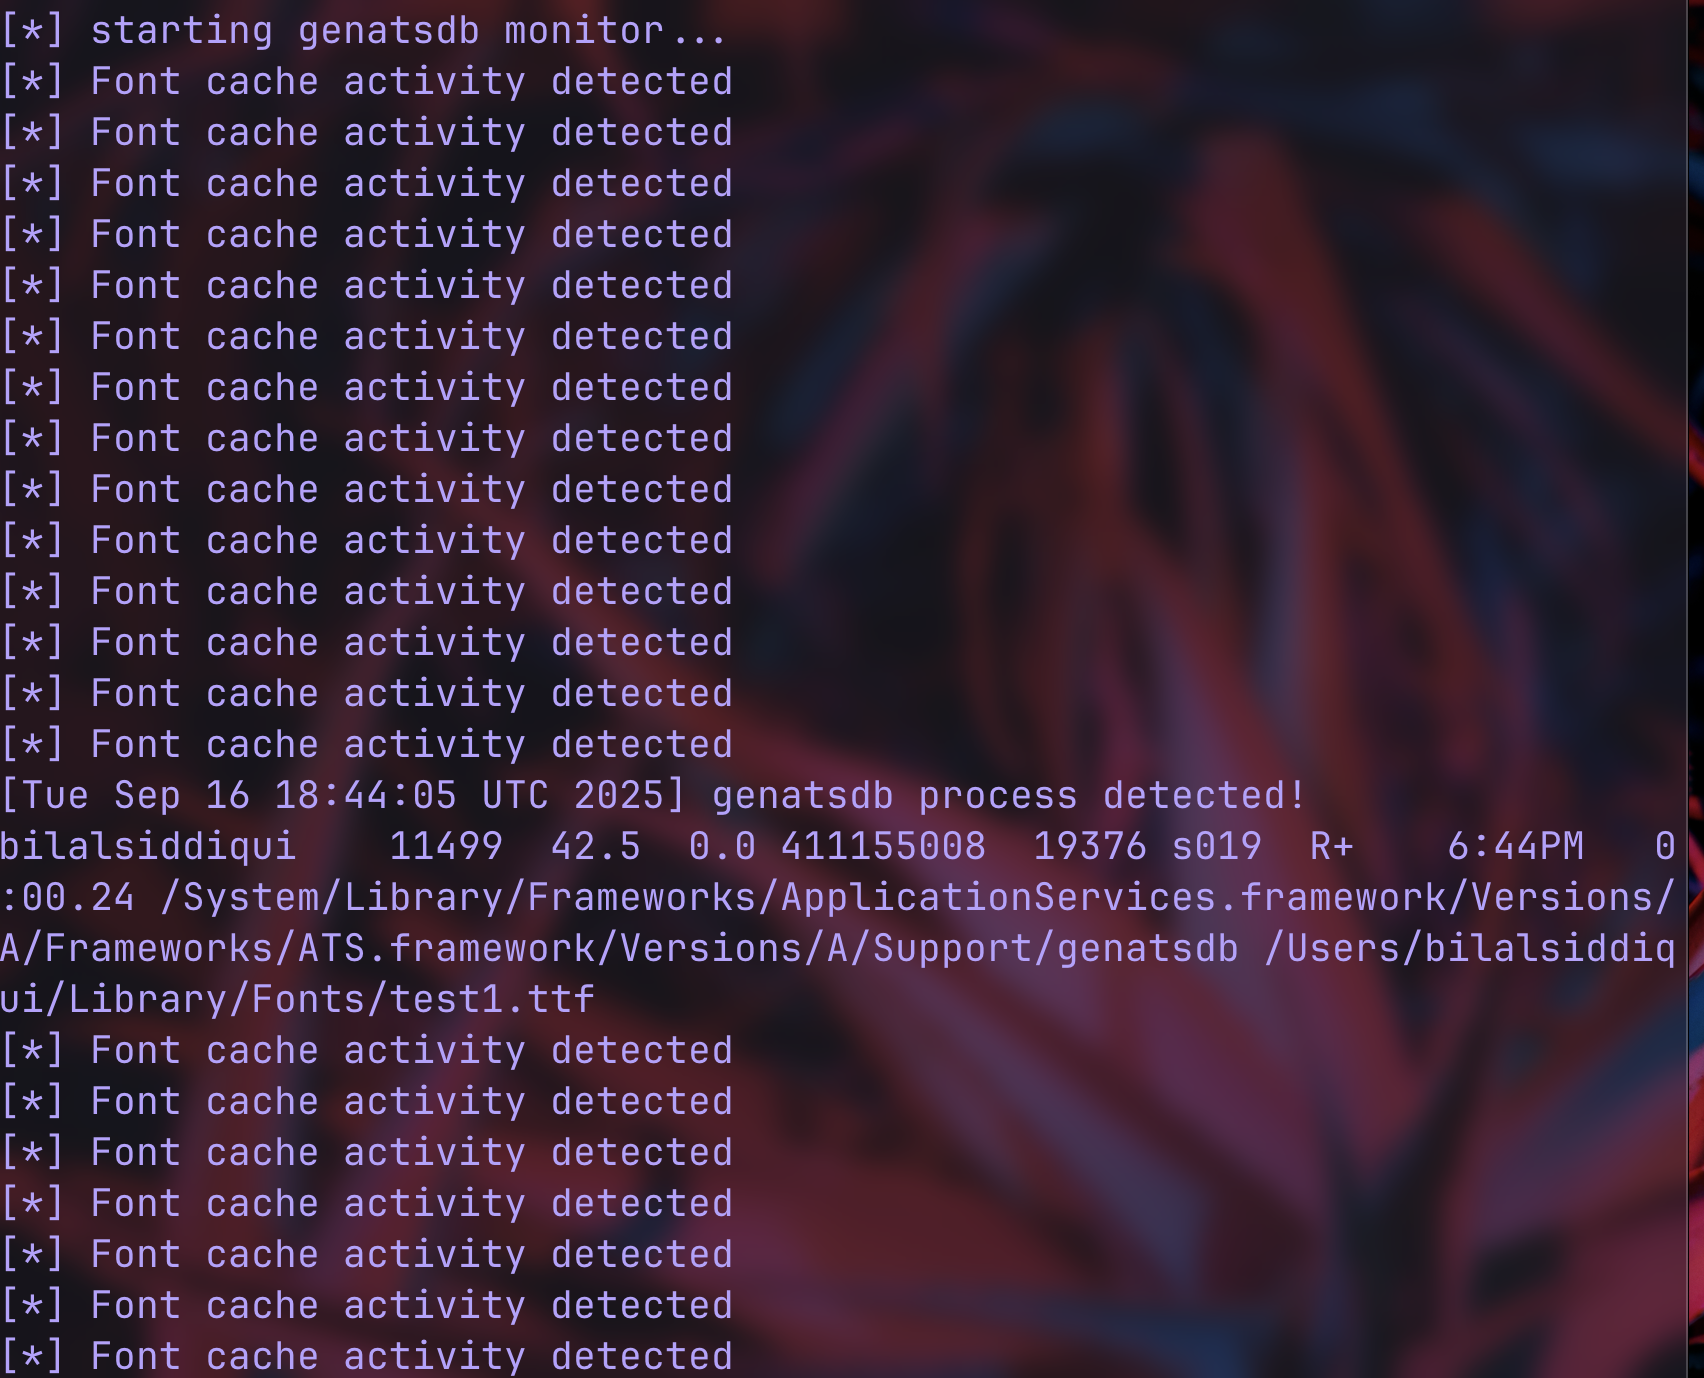 [*] starting genatsdb monitor...
[*] Font cache activity detected
[*] Font cache activity detected
[*] Font cache activity detected
[*] Font cache activity detected
[*] Font cache activity detected
[*] Font cache activity detected
[*] Font cache activity detected
[*] Font cache activity detected
[*] Font cache activity detected
[*] Font cache activity detected
[*] Font cache activity detected
[*] Font cache activity detected
[*] Font cache activity detected
[*] Font cache activity detected
[Tue Sep 16 18:44:05 UTC 2025] genatsdb process detected!
bilalsiddiqui    11499  42.5  0.0 411155008  19376 s019  R+    6:44PM   0
:00.24 /System/Library/Frameworks/ApplicationServices.framework/Versions/
A/Frameworks/ATS.framework/Versions/A/Support/genatsdb /Users/bilalsiddiq
ui/Library/Fonts/test1.ttf
[*] Font cache activity detected
[*] Font cache activity detected
[*] Font cache activity detected
[*] Font cache activity detected
[*] Font cache activity detected
[*] Font cache activity detected
[*] Font cache activity detected